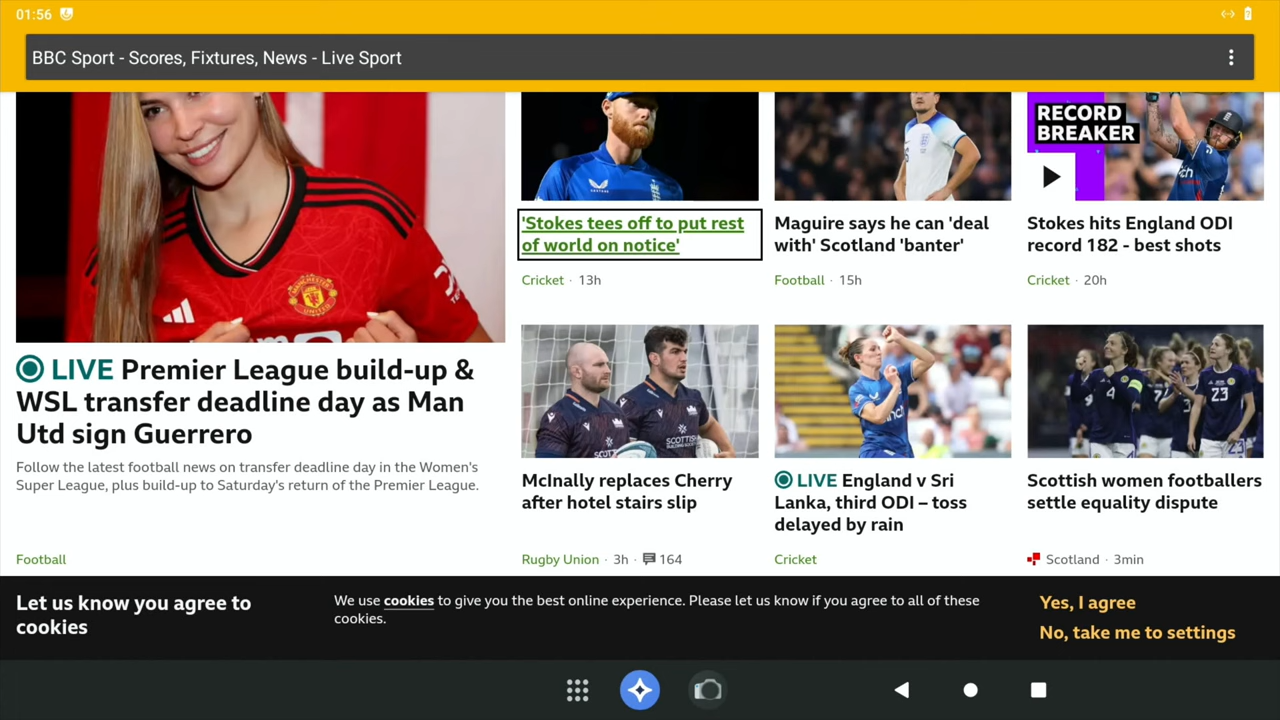 01:56
BBC Sport - Scores, Fixtures, News - Live Sport
RECORD
BREAKER
'Stokes tees off to put rest
of world on notice'
Cricket · 13h
Maguire says he can 'deal
with' Scotland 'banter'
Football · 15h
Stokes hits England ODI
record 182 - best shots
Cricket · 20h
LIVE Premier League build-up &
WSL transfer deadline day as Man
Utd sign Guerrero
Follow the latest football news on transfer deadline day in the Women's
Super League, plus build-up to Saturday's return of the Premier League.
Football
McInally replaces Cherry
after hotel stairs slip
Rugby Union · 3h · 164
LIVE England v Sri
Lanka, third ODI – toss
delayed by rain
Cricket
23
Scottish women footballers
settle equality dispute
Scotland · 3min
Let us know you agree to
cookies
We use cookies to give you the best online experience. Please let us know if you agree to all of these
cookies.
Yes, I agree
No, take me to settings